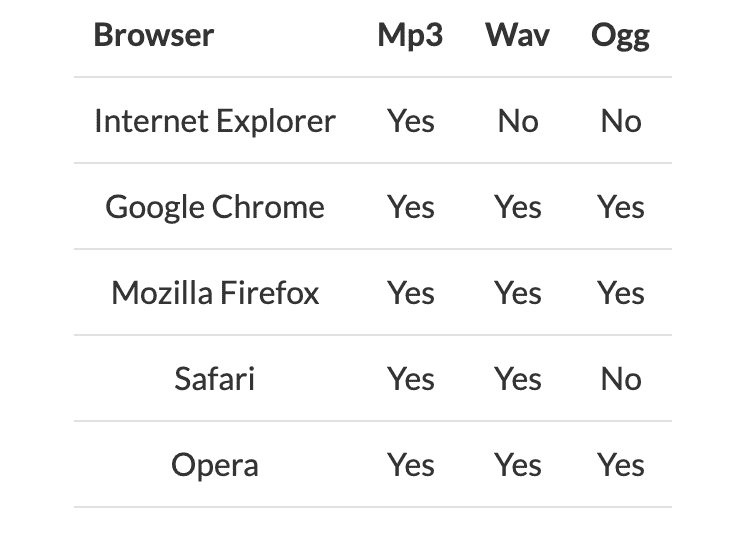 Browser Mp3 Wav Ogg
Internet Explorer Yes No No
Google Chrome Yes Yes Yes
Mozilla Firefox Yes Yes Yes
Safari Yes Yes No
Opera Yes Yes Yes